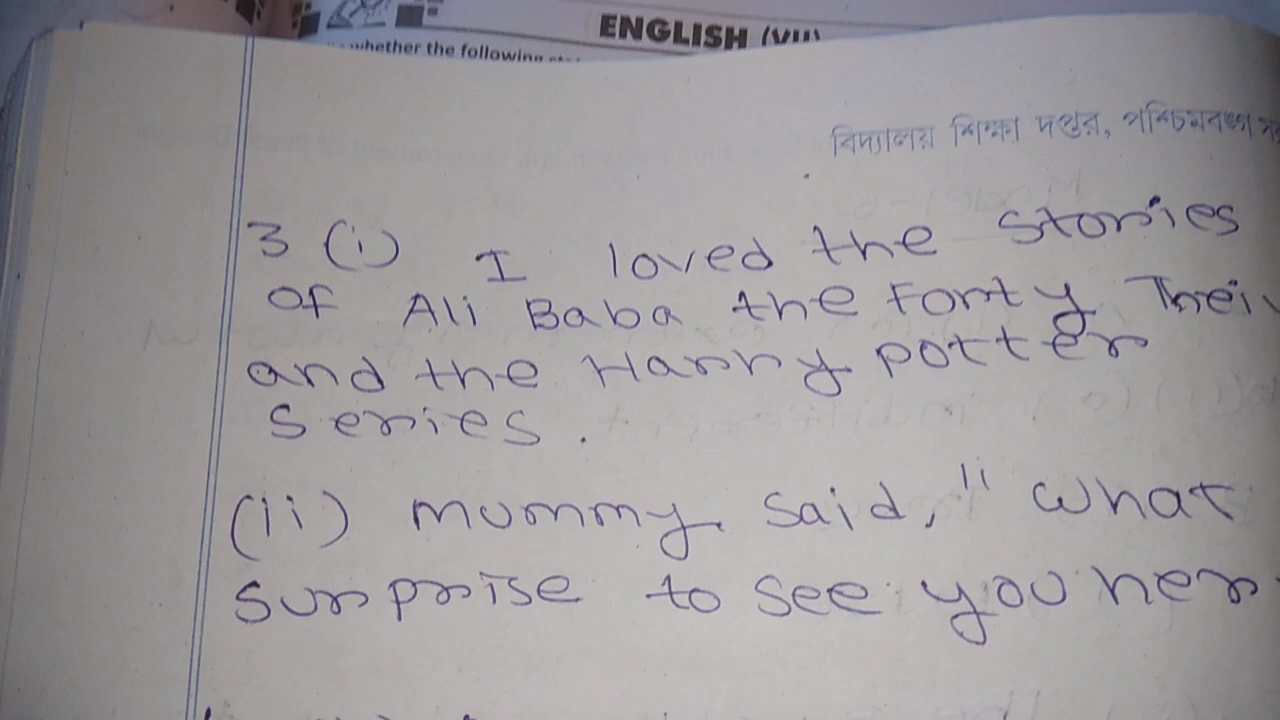 ENGLISH (VII)
whether the following
বিদ্যালয় শিক্ষা দপ্তর, পশ্চিমবঙ্গ
3 (i) I loved the stories
of Ali Baba the Forty
and the Harry potter
series.
(ii) mummy said, " what
surprise to see you